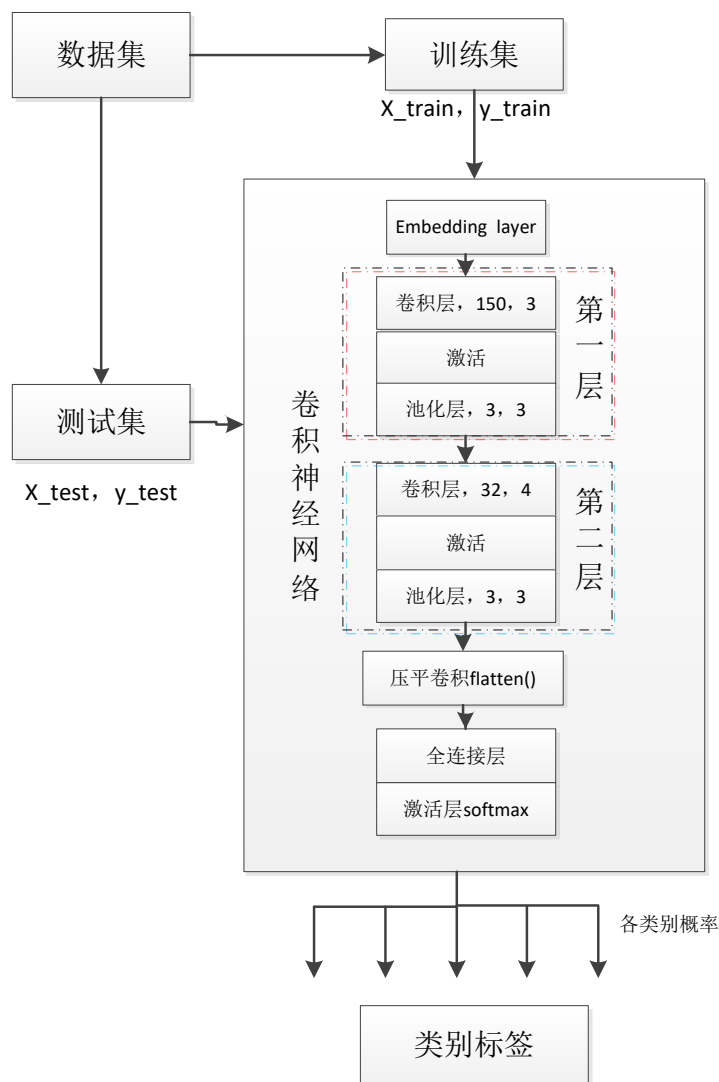 数据集
训练集
X_train，y_train
Embedding layer
卷积层，150，3
激活
池化层，3，3
第一层
测试集
X_test，y_test
卷积神经网络
卷积层，32，4
激活
池化层，3，3
第二层
压平卷积flatten()
全连接层
激活层softmax
各类别概率
类别标签